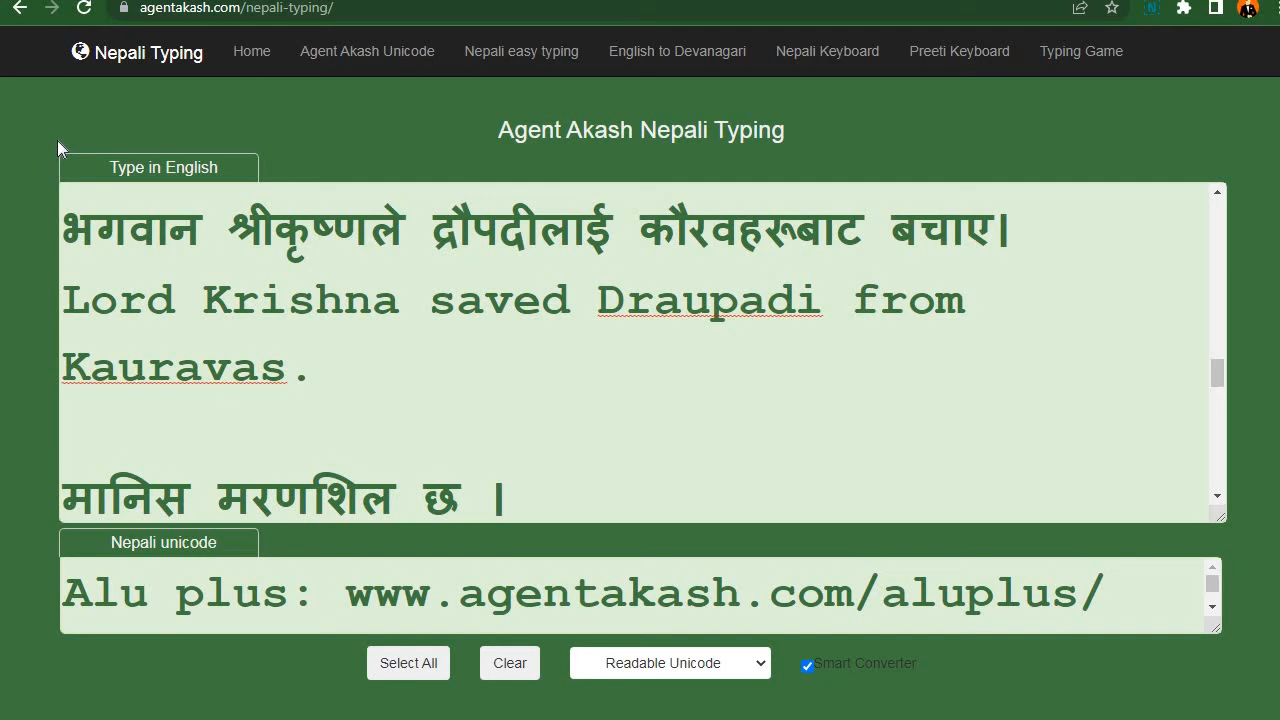 agentakash.com/nepali-typing/
Nepali Typing Home Agent Akash Unicode Nepali easy typing English to Devanagari Nepali Keyboard Preeti Keyboard Typing Game
Agent Akash Nepali Typing
Type in English
भगवान श्रीकृष्णले द्रौपदीलाई कौरवहरूबाट बचाए।
Lord Krishna saved Draupadi from
Kauravas.
मानिस मरणशिल छ ।
Nepali unicode
Alu plus: www.agentakash.com/aluplus/
Select All Clear Readable Unicode Smart Converter